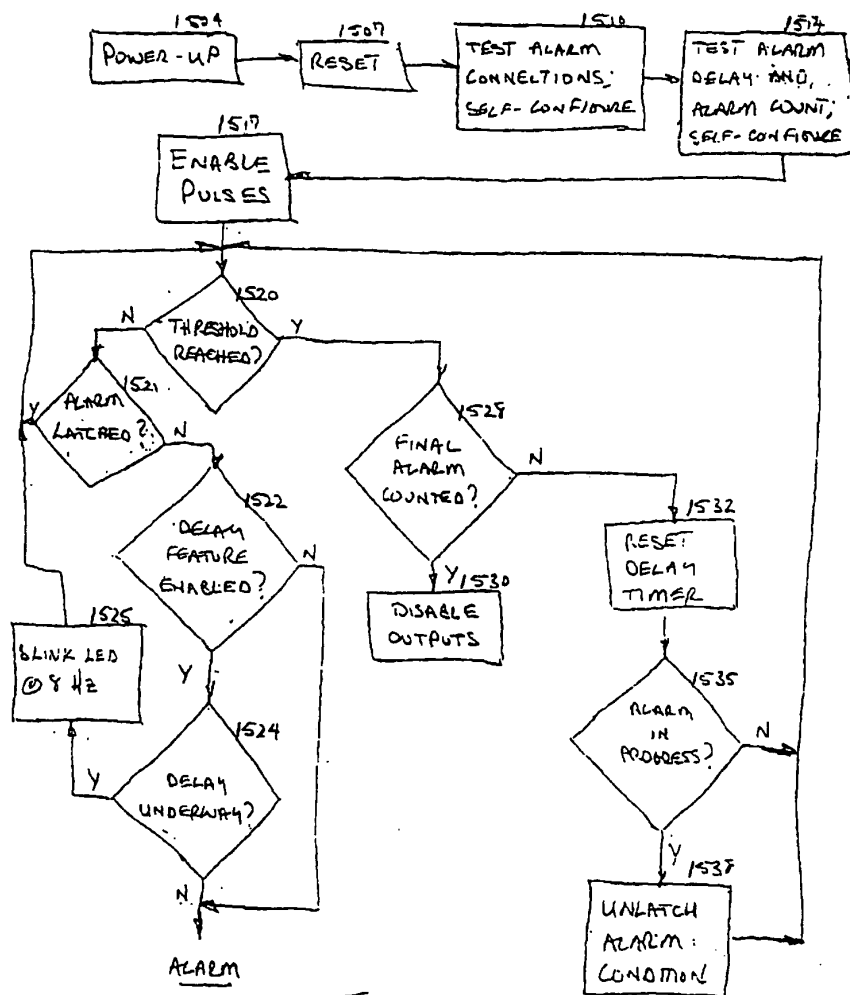 1504
POWER-UP
1507
RESET
1510
TEST ALARM
CONNECTIONS;
SELF-CONFIGURE
1514
TEST ALARM
DELAY AND,
ALARM COUNT;
SELF-CONFIGURE
1517
ENABLE
PULSES
1520
THRESHOLD
REACHED?
N
Y
1521
ALARM
LATCHED?
Y
N
1522
DELAY
FEATURE
ENABLED?
N
Y
1525
BLINK LED
@ 8 HZ
1524
DELAY
UNDERWAY?
Y
N
ALARM
1528
FINAL
ALARM
COUNTED?
N
Y
1530
DISABLE
OUTPUTS
1532
RESET
DELAY
TIMER
1535
ALARM
IN
PROGRESS?
N
Y
1538
UNLATCH
ALARM
CONDITION